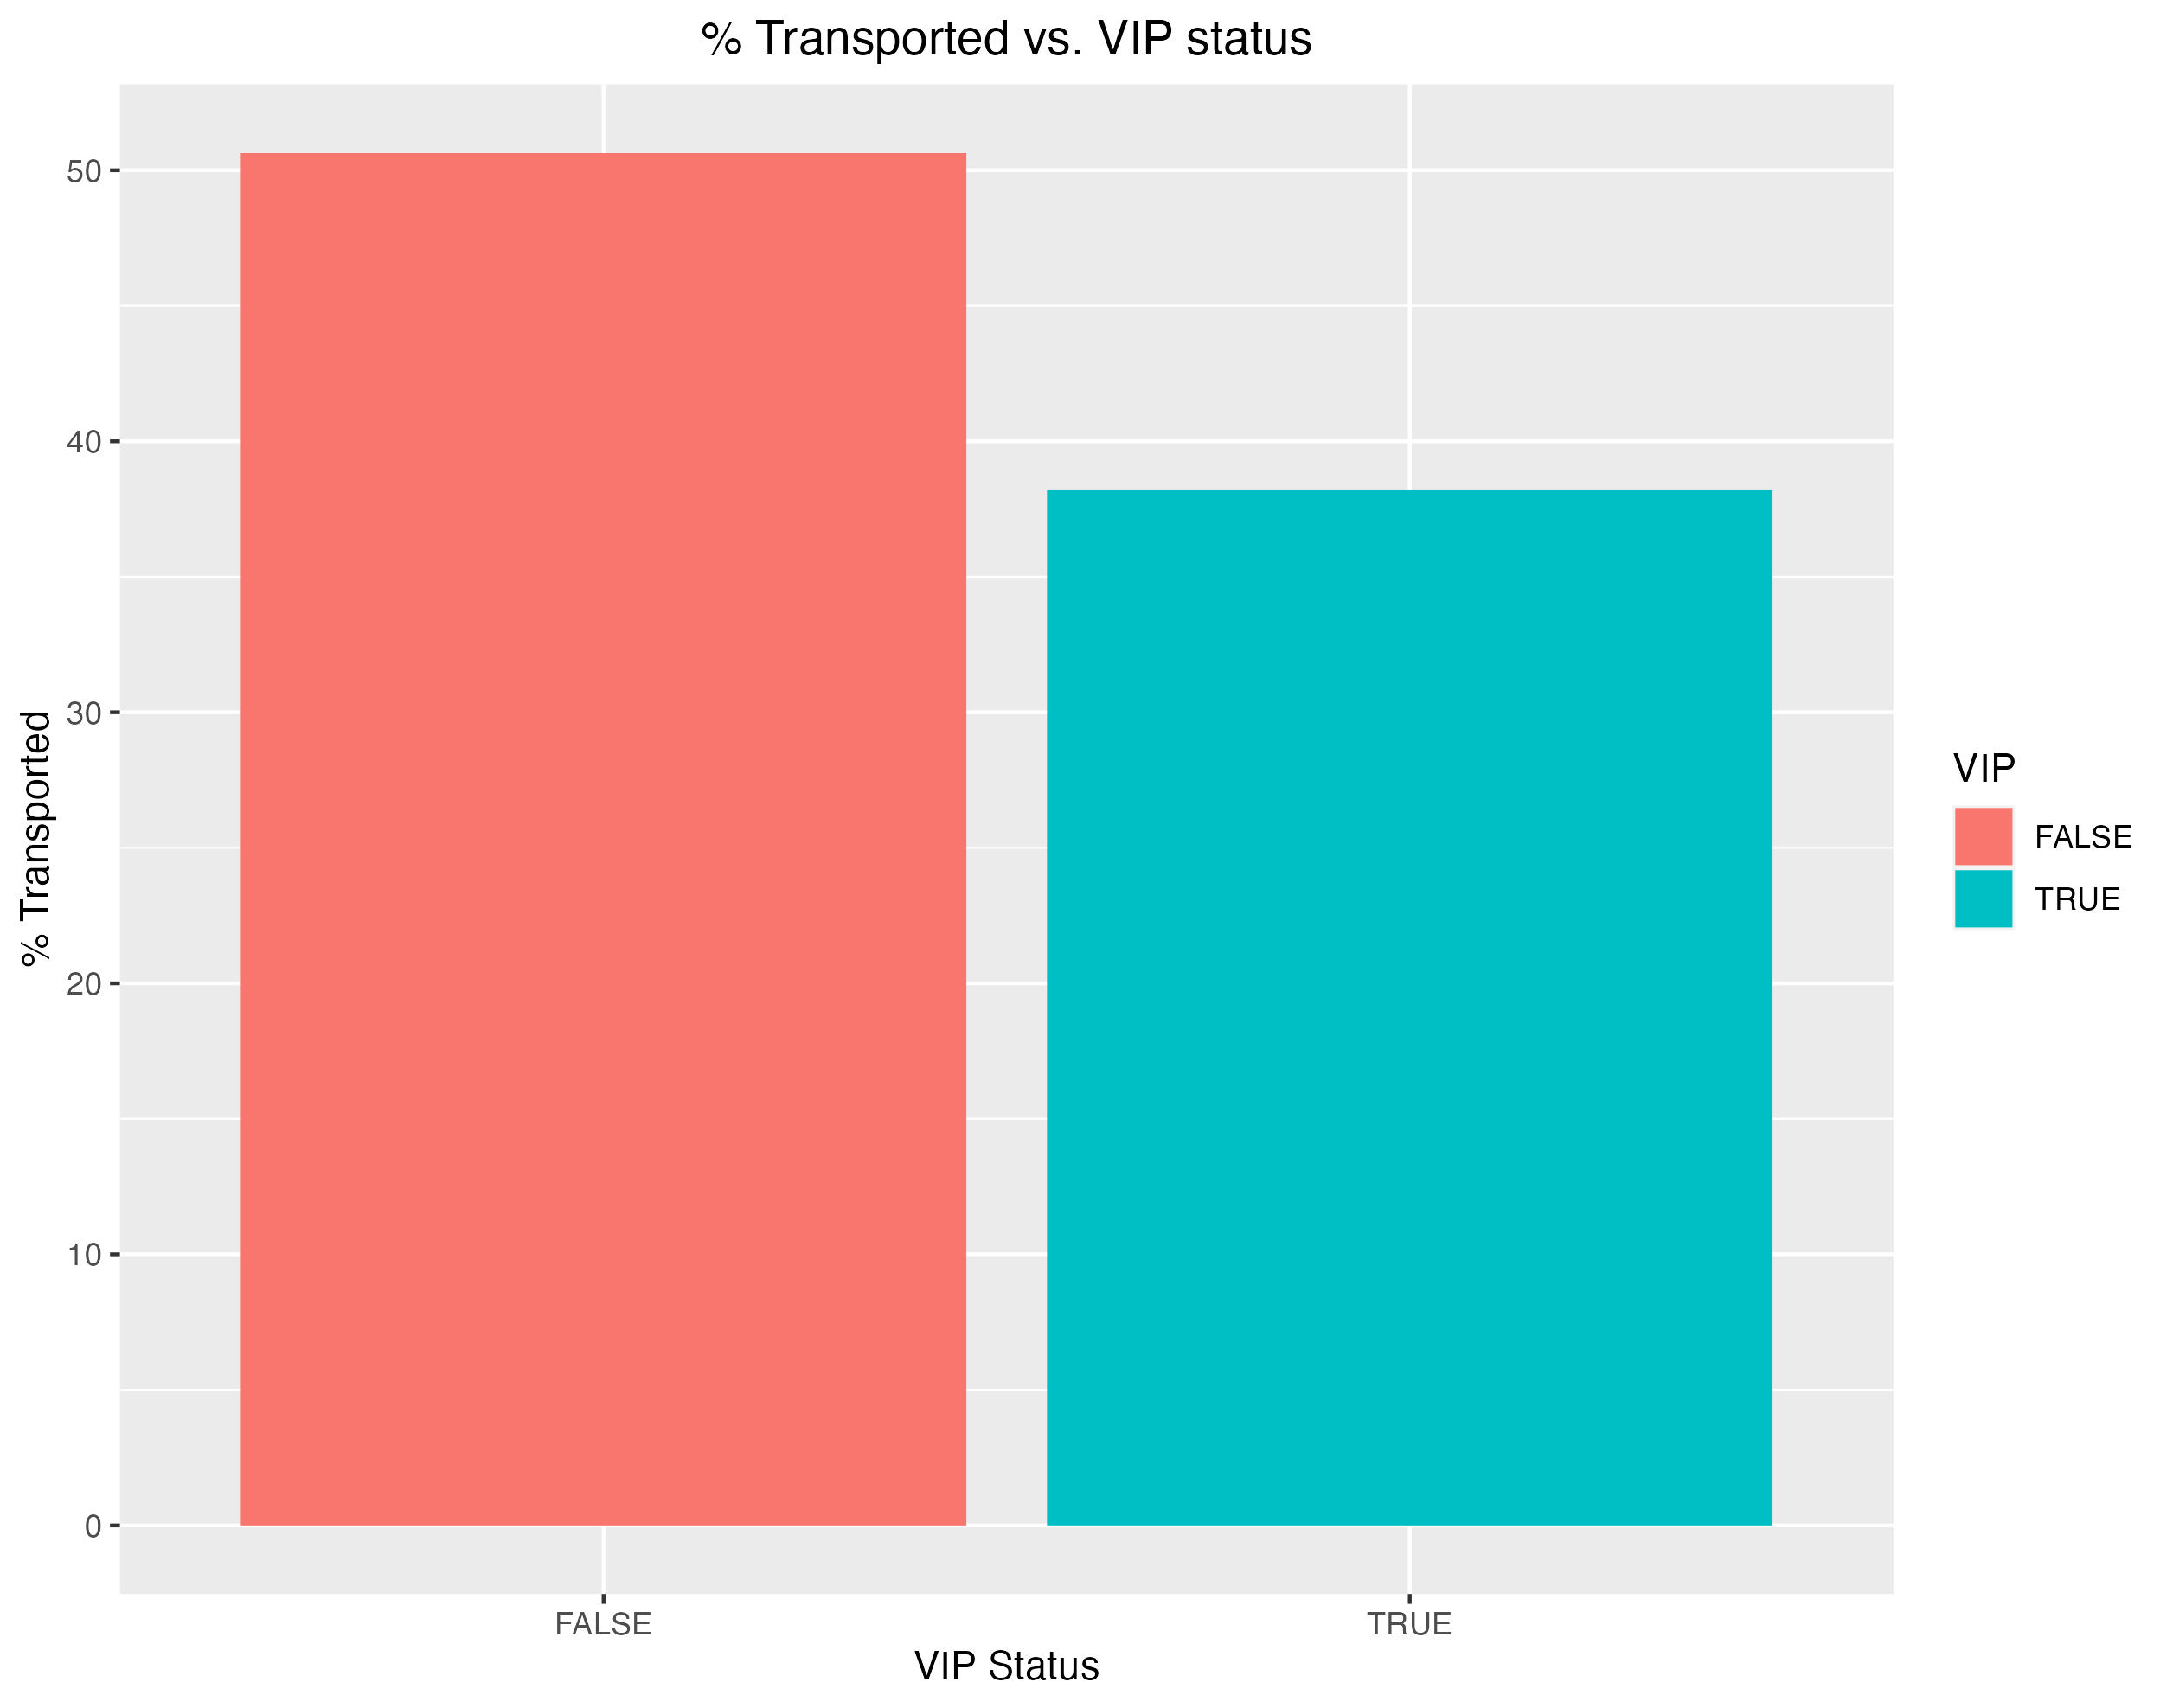 % Transported vs. VIP status
% Transported
50
40
30
20
10
0
FALSE
TRUE
VIP Status
VIP
FALSE
TRUE